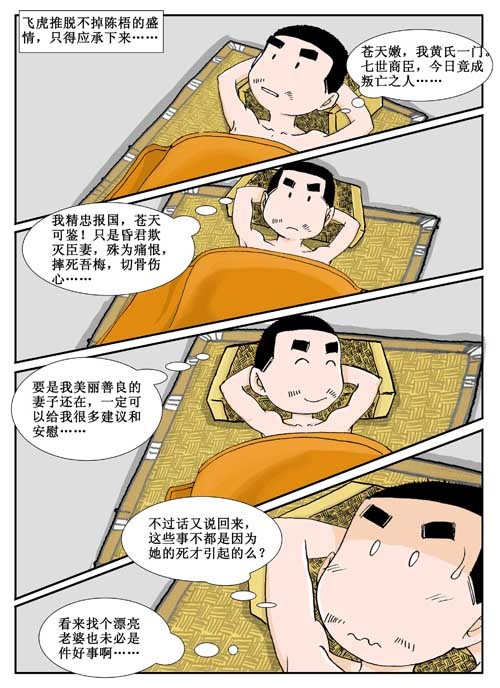 飞虎推脱不掉陈梧的盛
情，只得应承下来……
苍天嫩，我黄氏一门。
七世商臣，今日竟成
叛亡之人……
我精忠报国，苍天
可鉴！只是昏君欺
灭臣妻，殊为痛恨，
摔死吾梅，切骨伤
心……
要是我美丽善良的
妻子还在，一定可
以给我很多建议和
安慰……
不过话又说回来，
这些事不都是因为
她的死才引起的么？
看来找个漂亮
老婆也未必是
件好事啊……